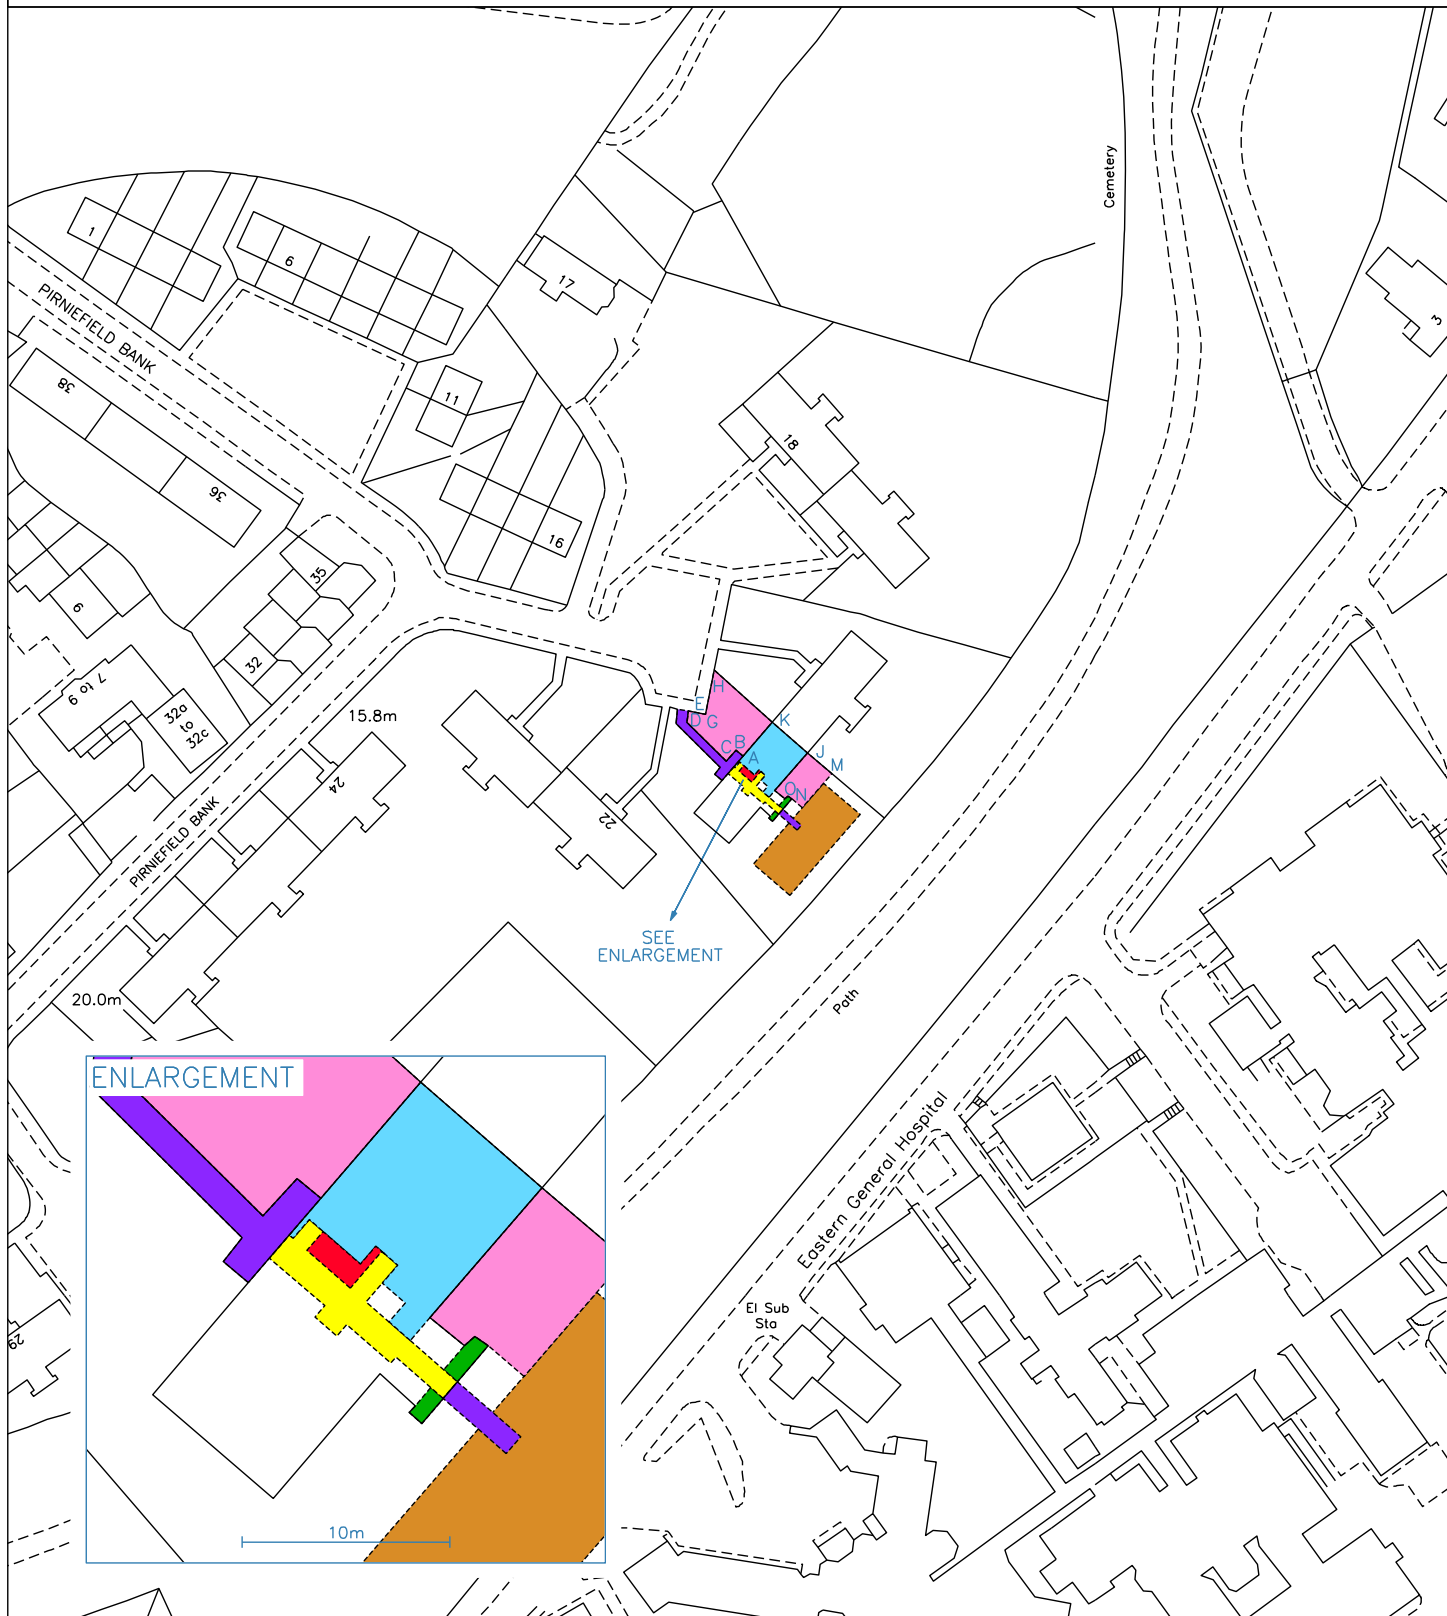 Cemetery
1
6
17
3
PIRNIEFIELD BANK
38
11
18
36
16
35
6
32
7 to 9
32a
to
32c
15.8m
24
22
H
E
D G
K
B
C
A
J
M
O
N
PIRNIEFIELD BANK
SEE
ENLARGEMENT
20.0m
Path
ENLARGEMENT
Eastern General Hospital
El Sub
Sta
29
10m